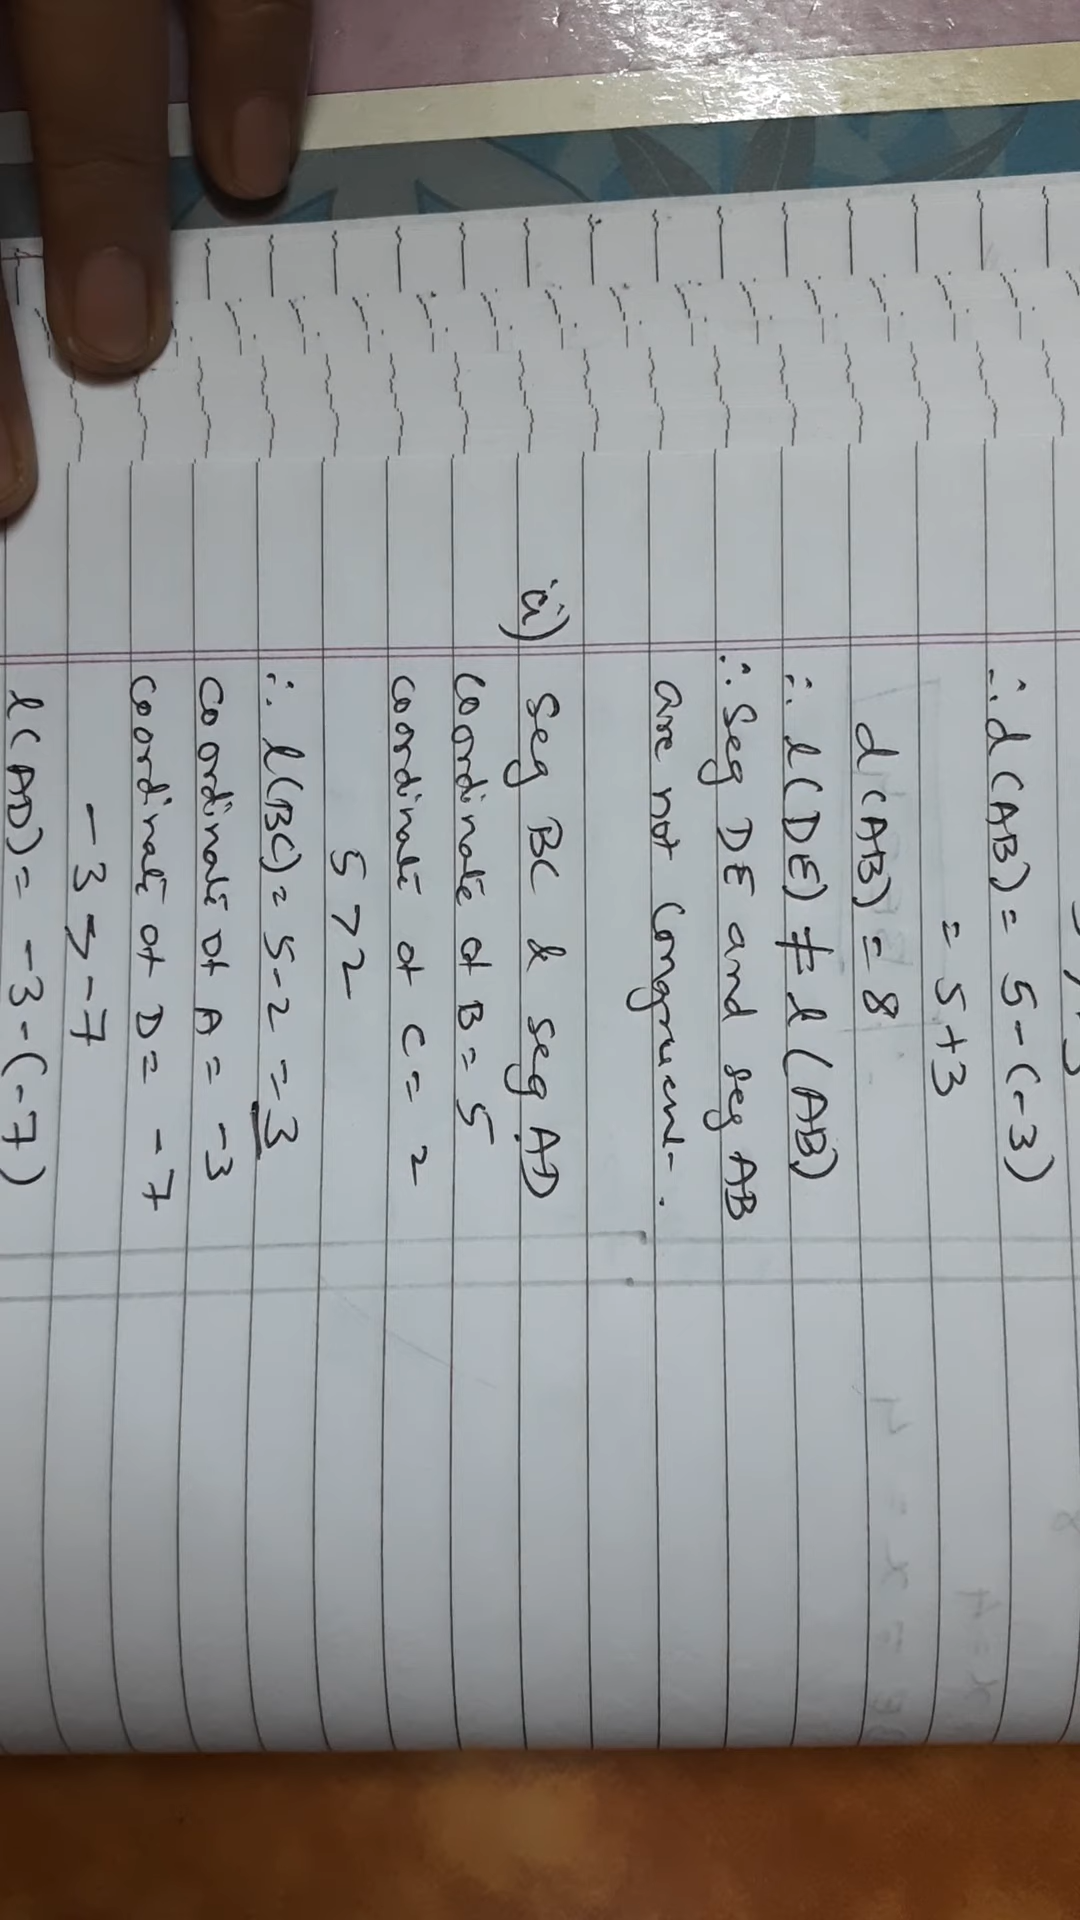 ∴ d(AB) = 5-(-3)
= 5+3
d(AB) = 8
∴ l(DE) ≠ l(AB)
∴ Seg DE and seg AB
are not Congruent.
ii) Seg BC & seg AD
Coordinate of B = 5
Coordinate of C = 2
5 > 2
∴ l(BC) = 5-2 = 3
Coordinate of A = -3
Coordinate of D = -7
-3 > -7
l(AD) = -3-(-7)